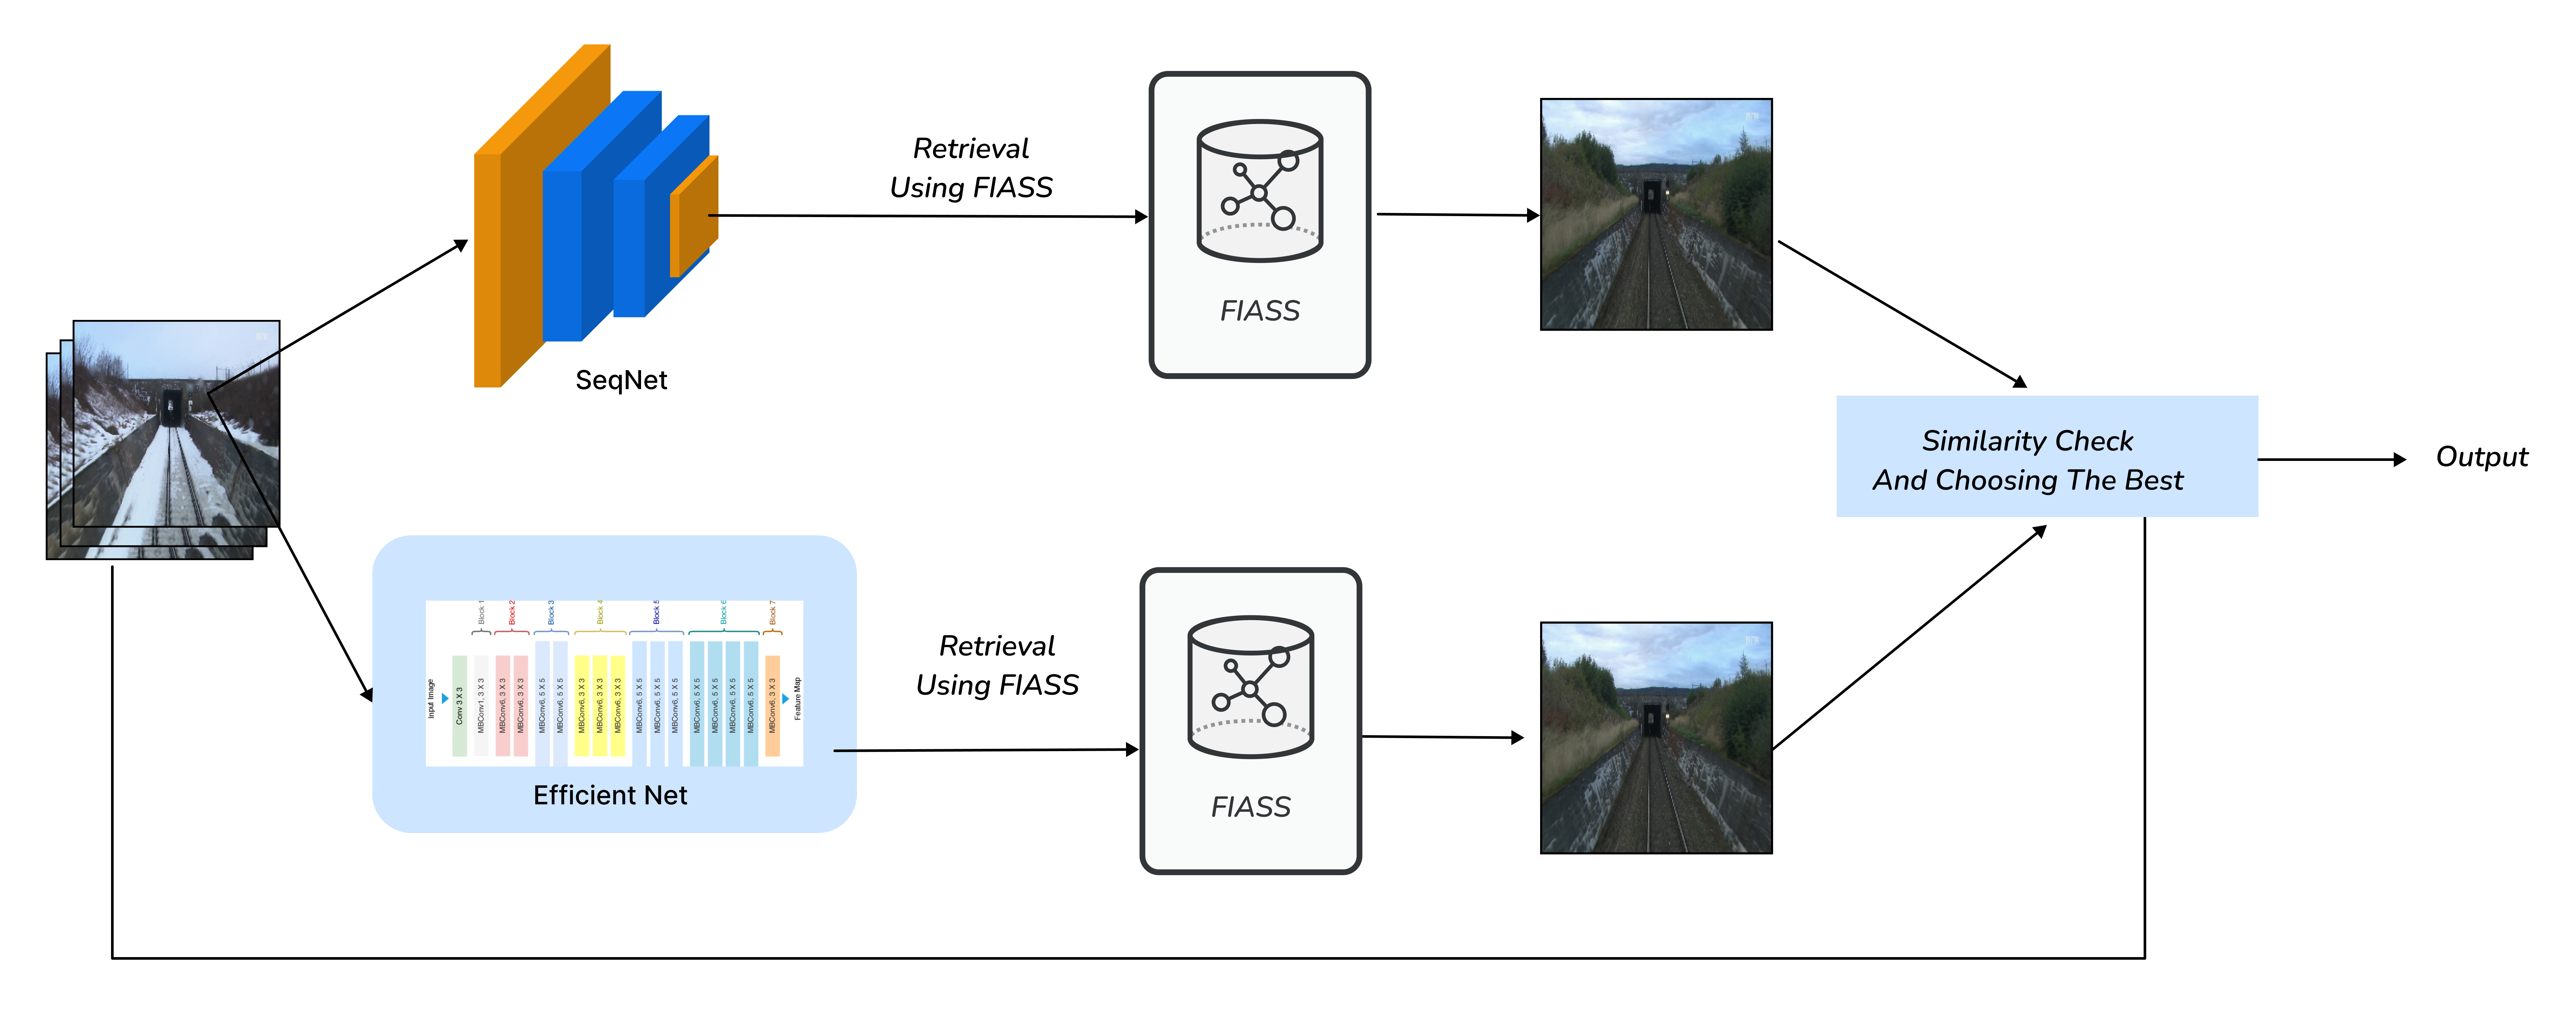 Retrieval
Using FIASS
FIASS
SeqNet
Similarity Check
And Choosing The Best
Output
Block 1
Block 2
Block 3
Block 4
Block 5
Block 6
Block 7
Input Image
Conv 3 X 3
MBConv1, 3 X 3
MBConv6, 3 X 3
MBConv6, 3 X 3
MBConv6, 5 X 5
MBConv6, 5 X 5
MBConv6, 3 X 3
MBConv6, 3 X 3
MBConv6, 3 X 3
MBConv6, 5 X 5
MBConv6, 5 X 5
MBConv6, 5 X 5
MBConv6, 5 X 5
MBConv6, 5 X 5
MBConv6, 5 X 5
MBConv6, 5 X 5
MBConv6, 3 X 3
Feature Map
Efficient Net
Retrieval
Using FIASS
FIASS